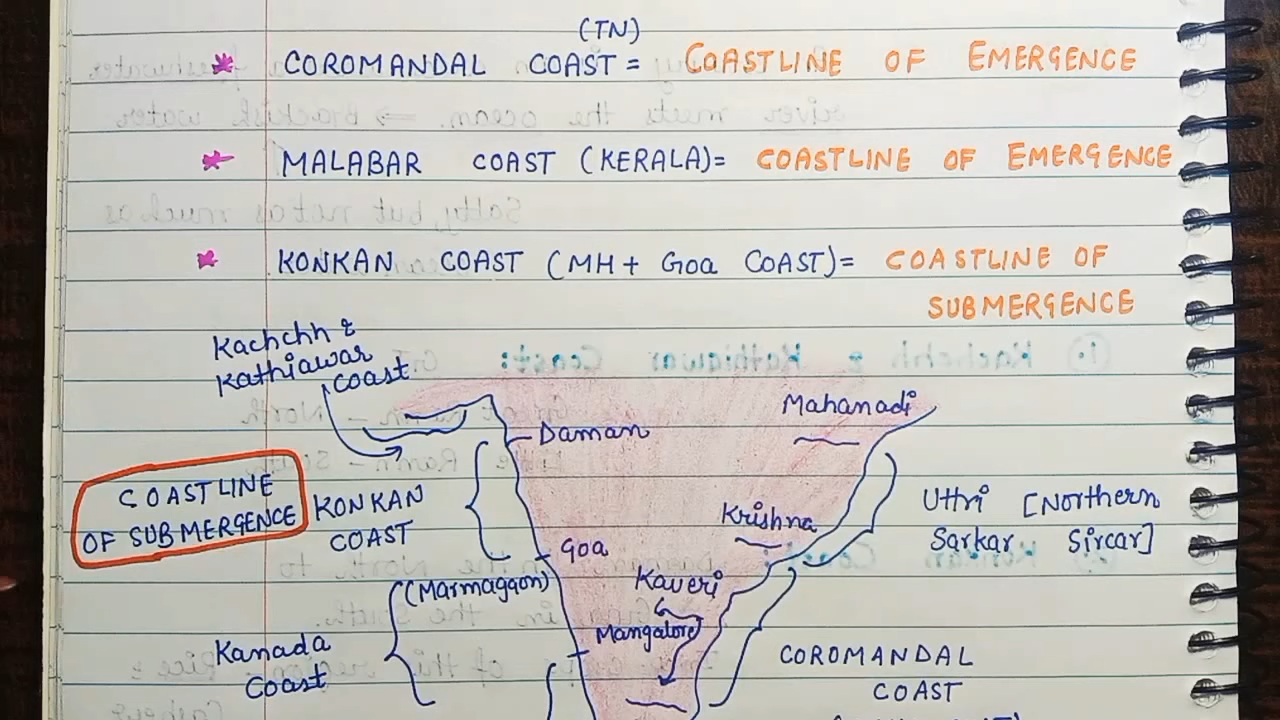 (TN)
* COROMANDAL COAST = COASTLINE OF EMERGENCE
* MALABAR COAST (KERALA)= COASTLINE OF EMERGENCE
* KONKAN COAST (MH+ Goa COAST)= COASTLINE OF
SUBMERGENCE
Kachchh &
Kathiawar
Coast
Mahanadi
Daman
COASTLINE
OF SUBMERGENCE
KONKAN
COAST
Krishna
Uthri [Northern
Sarkar Sircar]
Goa
(Marmagaon)
Kaveri
Mangalore
Kanada
Coast
COROMANDAL
COAST